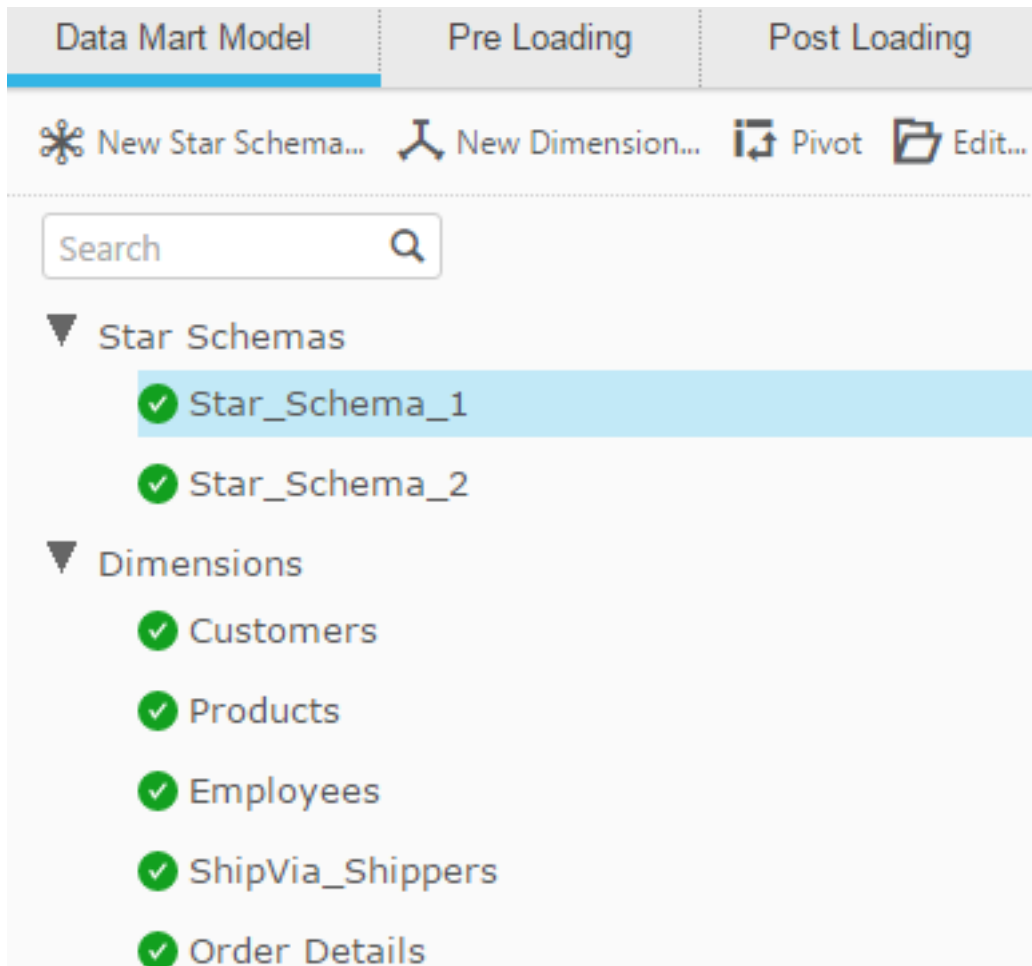 Data Mart Model Pre Loading Post Loading
New Star Schema... New Dimension... Pivot Edit...
Search
Star Schemas
Star_Schema_1
Star_Schema_2
Dimensions
Customers
Products
Employees
ShipVia_Shippers
Order Details